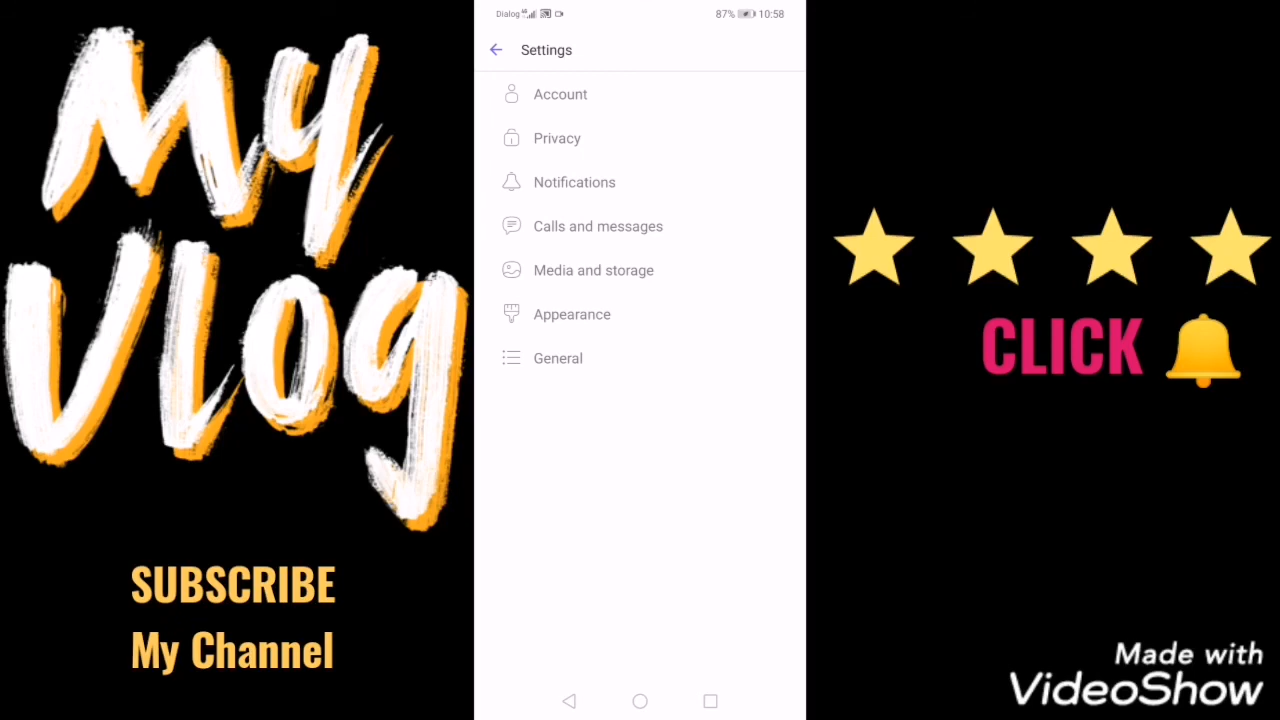 My
Vlog
SUBSCRIBE
My Channel
Dialog 4G 87% 10:58
Settings
Account
Privacy
Notifications
Calls and messages
Media and storage
Appearance
General
CLICK
Made with
VideoShow